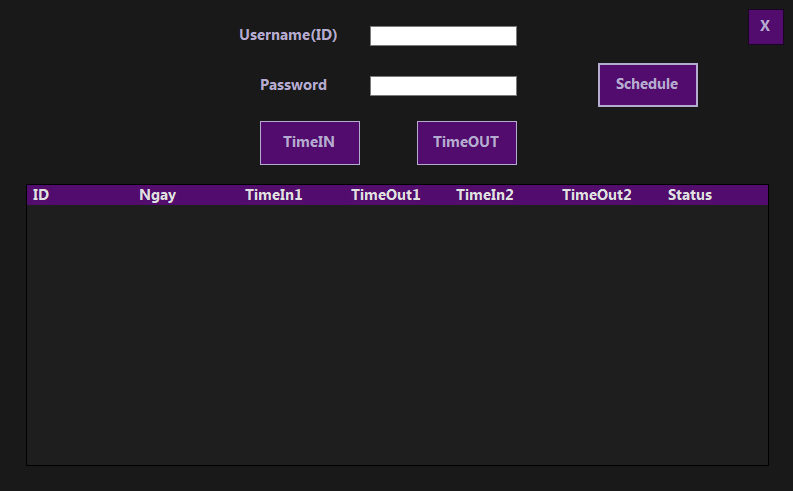 Username(ID)
X
Password
Schedule
TimeIN TimeOUT
ID Ngay TimeIn1 TimeOut1 TimeIn2 TimeOut2 Status